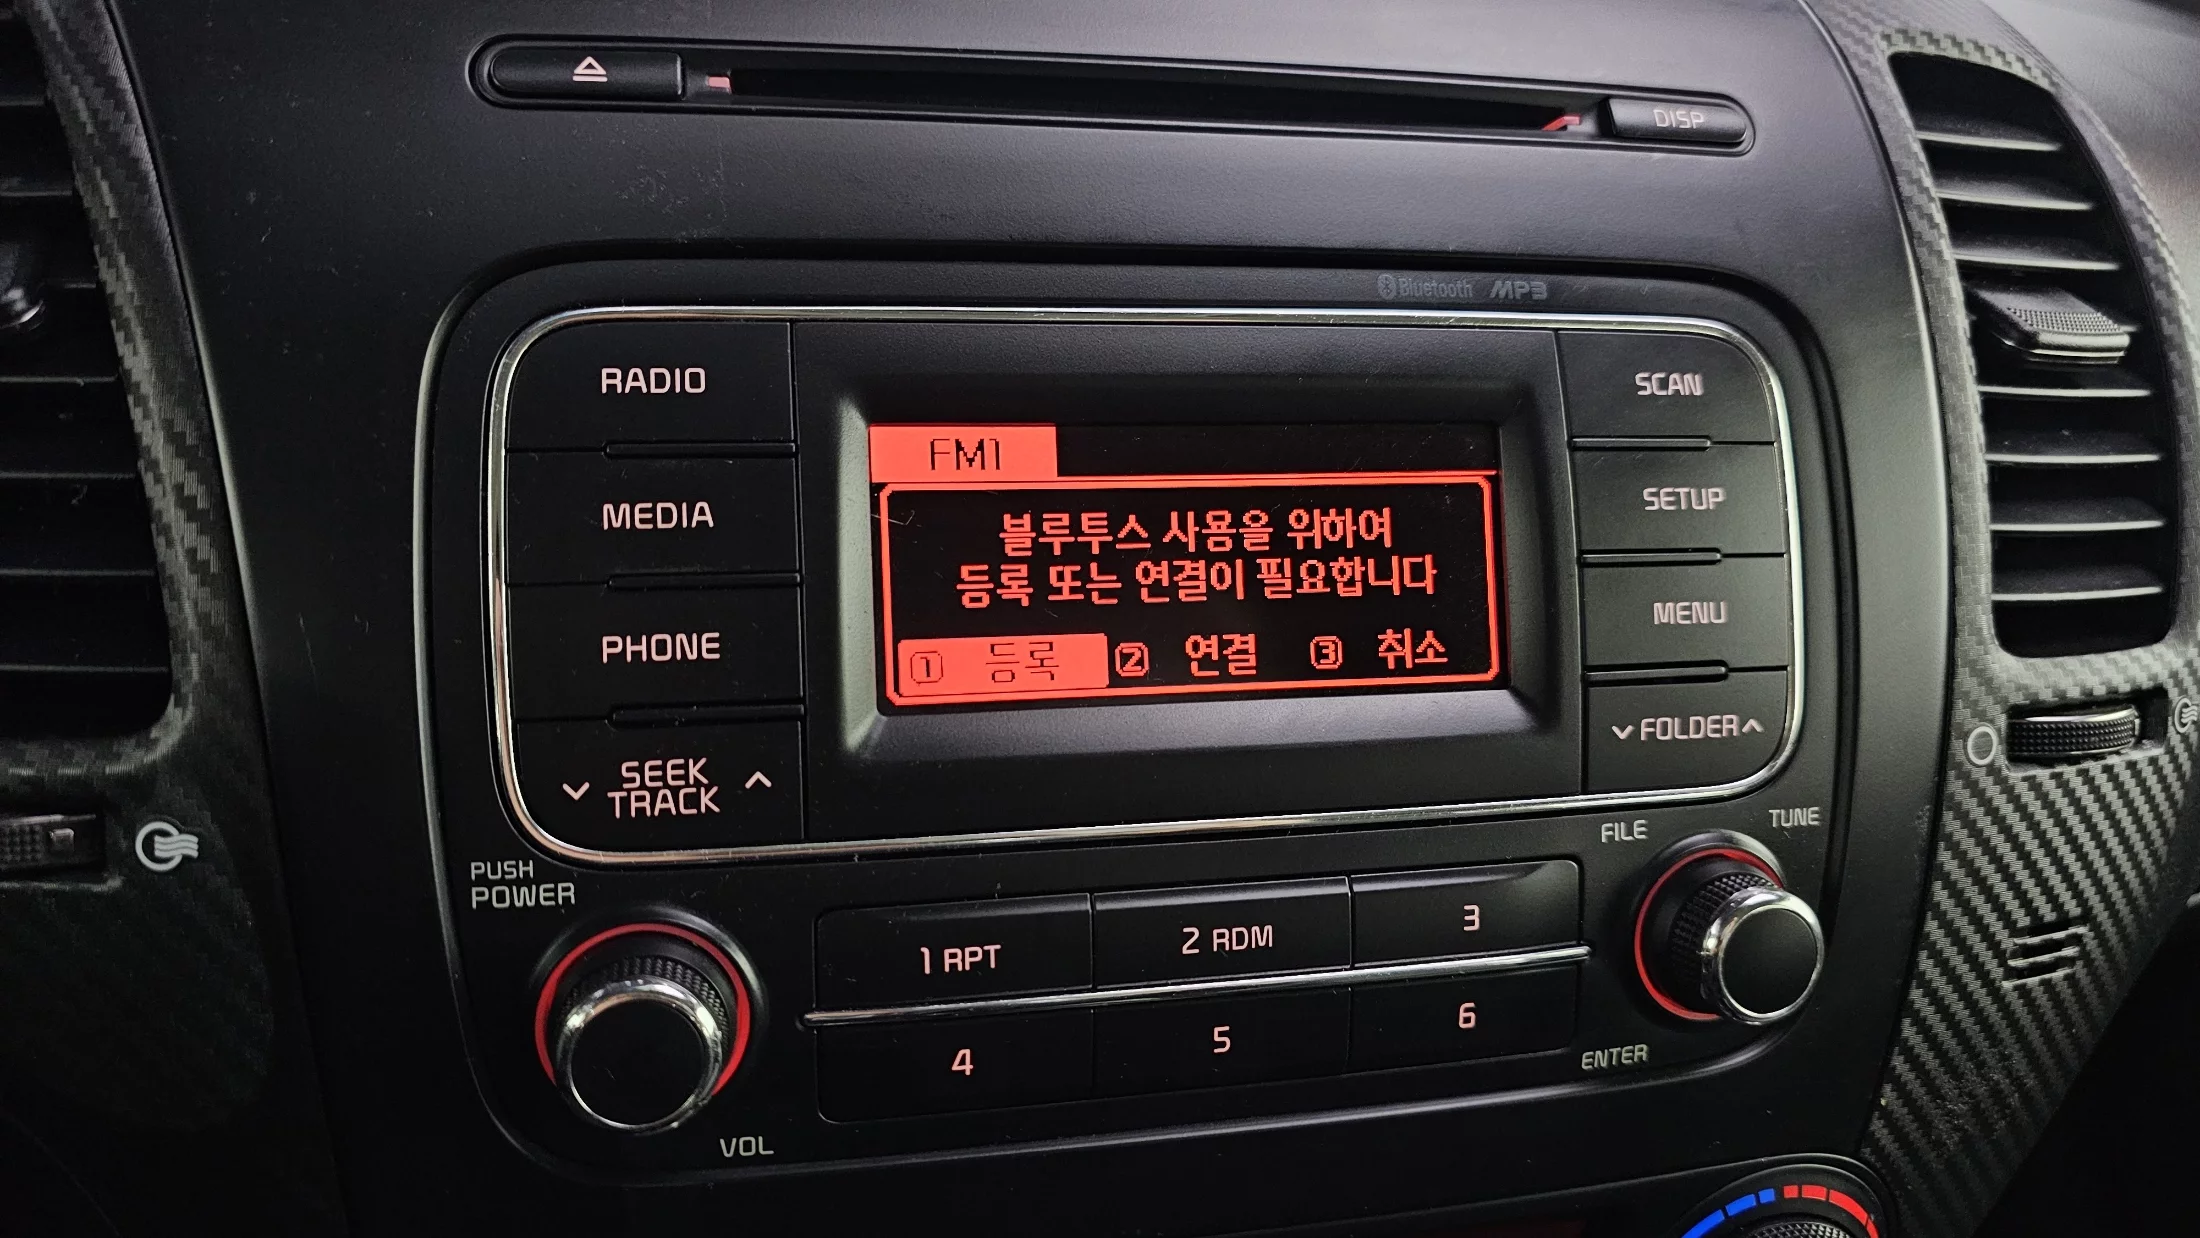 DISP
Bluetooth MP3
RADIO
MEDIA
PHONE
SEEK
TRACK
FM1
블루투스 사용을 위하여
등록 또는 연결이 필요합니다
1 등록 2 연결 3 취소
SCAN
SETUP
MENU
FOLDER
PUSH
POWER
VOL
1 RPT
2 RDM
3
4
5
6
FILE
TUNE
ENTER